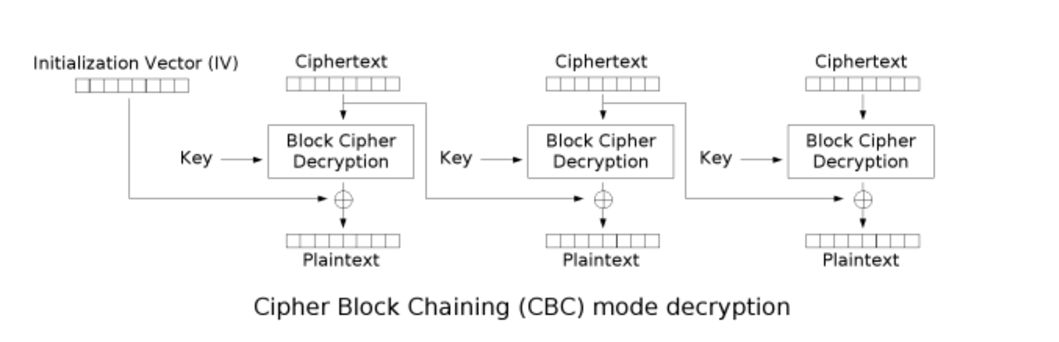 Initialization Vector (IV)
Ciphertext
Ciphertext
Ciphertext
Key
Block Cipher
Decryption
Key
Block Cipher
Decryption
Key
Block Cipher
Decryption
Plaintext
Plaintext
Plaintext
Cipher Block Chaining (CBC) mode decryption